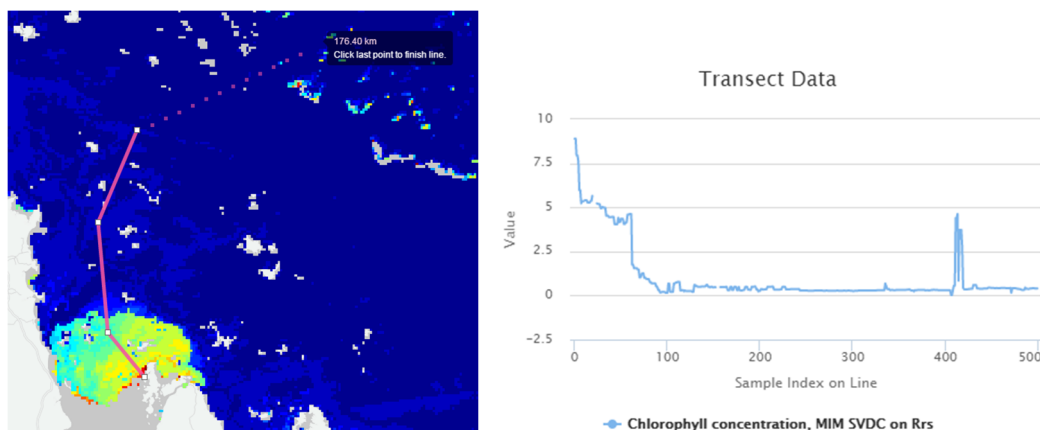 176.40 km
Click last point to finish line.
Transect Data
10
7.5
5
2.5
0
-2.5
Value
0
100
200
300
400
500
Sample Index on Line
Chlorophyll concentration, MIM SVDC on Rrs